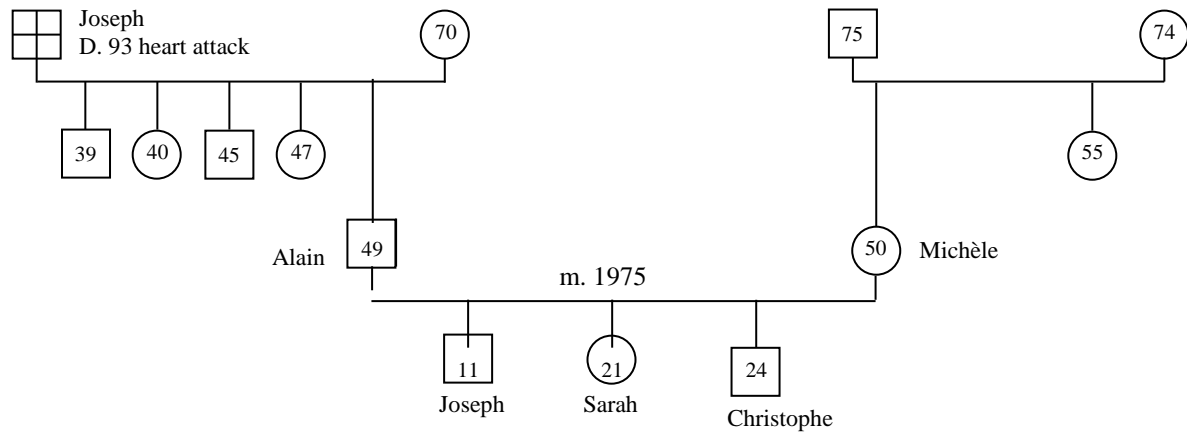 Joseph
D. 93 heart attack
70
75
74
39
40
45
47
55
Alain
49
50
Michèle
m. 1975
11
21
24
Joseph
Sarah
Christophe